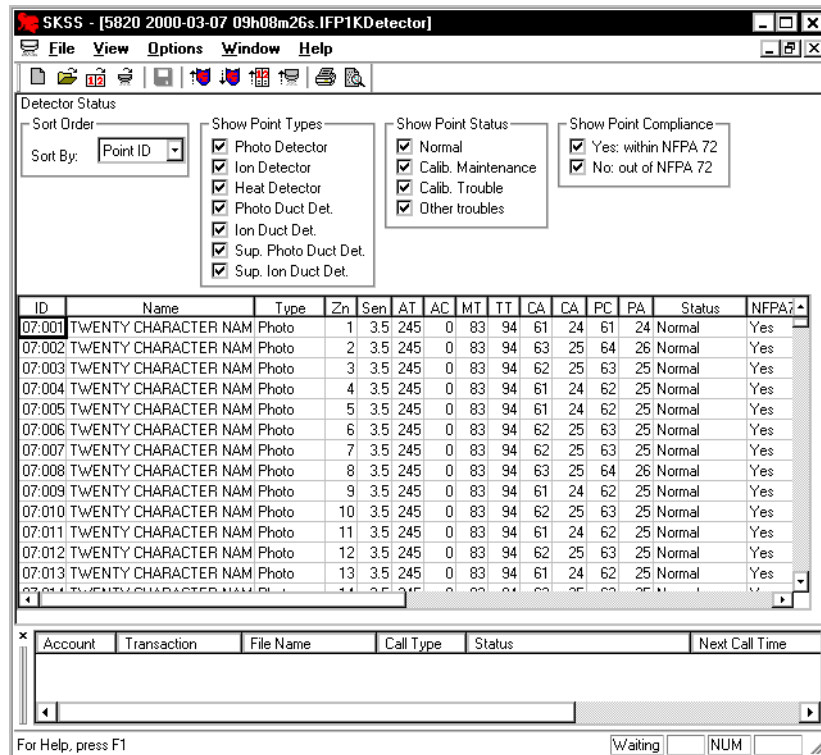 SKSS - [5820 2000-03-07 09h08m26s.IFP1KDetector]
File View Options Window Help
Detector Status
Sort Order
Sort By: Point ID
Show Point Types
Photo Detector
Ion Detector
Heat Detector
Photo Duct Det.
Ion Duct Det.
Sup. Photo Duct Det.
Sup. Ion Duct Det.
Show Point Status
Normal
Calib. Maintenance
Calib. Trouble
Other troubles
Show Point Compliance
Yes: within NFPA 72
No: out of NFPA 72
ID Name Type Zn Sen AT AC MT TT CA CA PC PA Status NFPA7
07:001 TWENTY CHARACTER NAM Photo 1 3.5 245 0 83 94 61 24 61 24 Normal Yes
07:002 TWENTY CHARACTER NAM Photo 2 3.5 245 0 83 94 63 25 64 26 Normal Yes
07:003 TWENTY CHARACTER NAM Photo 3 3.5 245 0 83 94 62 25 63 25 Normal Yes
07:004 TWENTY CHARACTER NAM Photo 4 3.5 245 0 83 94 61 24 62 25 Normal Yes
07:005 TWENTY CHARACTER NAM Photo 5 3.5 245 0 83 94 61 24 62 25 Normal Yes
07:006 TWENTY CHARACTER NAM Photo 6 3.5 245 0 83 94 62 25 63 25 Normal Yes
07:007 TWENTY CHARACTER NAM Photo 7 3.5 245 0 83 94 62 25 63 25 Normal Yes
07:008 TWENTY CHARACTER NAM Photo 8 3.5 245 0 83 94 63 25 64 26 Normal Yes
07:009 TWENTY CHARACTER NAM Photo 9 3.5 245 0 83 94 61 24 62 25 Normal Yes
07:010 TWENTY CHARACTER NAM Photo 10 3.5 245 0 83 94 62 25 63 25 Normal Yes
07:011 TWENTY CHARACTER NAM Photo 11 3.5 245 0 83 94 61 24 62 25 Normal Yes
07:012 TWENTY CHARACTER NAM Photo 12 3.5 245 0 83 94 62 25 63 25 Normal Yes
07:013 TWENTY CHARACTER NAM Photo 13 3.5 245 0 83 94 61 24 62 25 Normal Yes
Account Transaction File Name Call Type Status Next Call Time
For Help, press F1 Waiting NUM